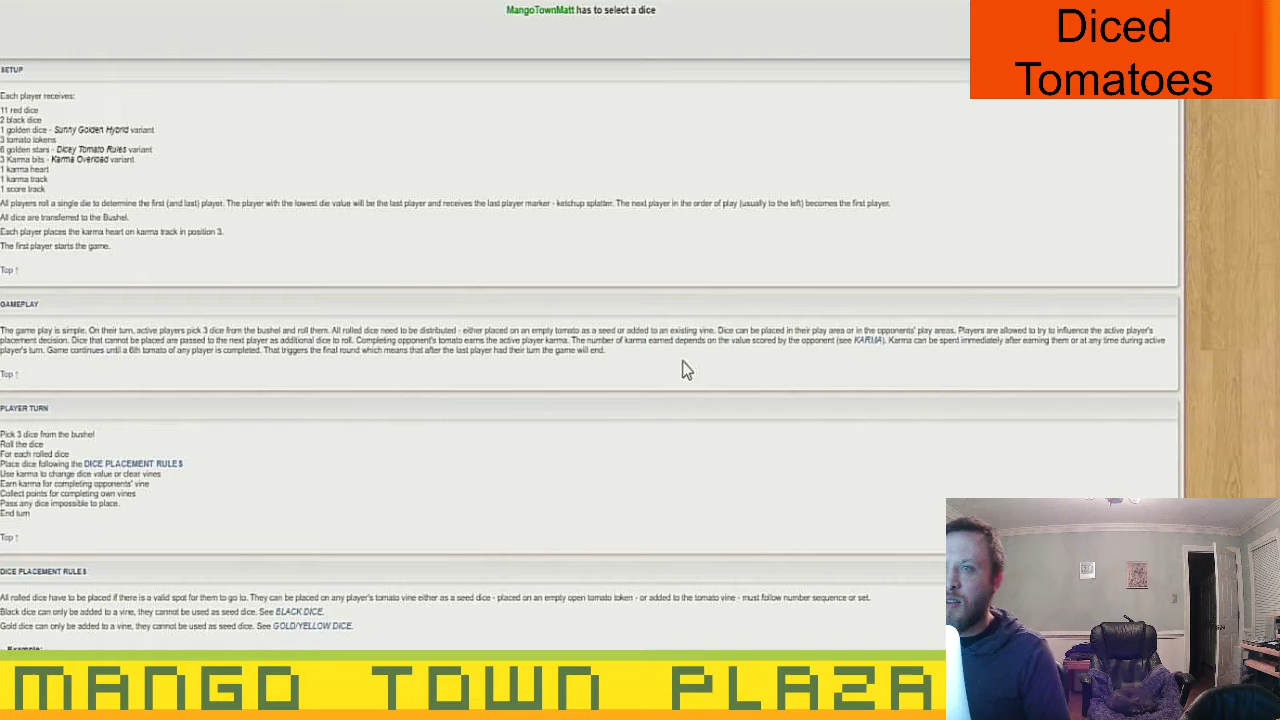 MangoTownMatt has to select a dice
Diced
Tomatoes
SETUP
Each player receives:
11 red dice
2 black dice
1 golden dice - Sunny Golden Hybrid variant
3 tomato tokens
6 golden stars - Dicey Tomato Rules variant
3 Karma bits - Karma Overload variant
1 karma heart
1 karma track
1 score track
All players roll a single die to determine the first (and last) player. The player with the lowest die value will be the last player and receives the last player marker - ketchup splatter. The next player in the order of play (usually to the left) becomes the first player.
All dice are transferred to the Bushel.
Each player places the karma heart on karma track in position 3.
The first player starts the game.
Top ↑
GAMEPLAY
The game play is simple. On their turn, active players pick 3 dice from the bushel and roll them. All rolled dice need to be distributed - either placed on an empty tomato as a seed or added to an existing vine. Dice can be placed in their play area or in the opponents' play areas. Players are allowed to try to influence the active player's
placement decision. Dice that cannot be placed are passed to the next player as additional dice to roll. Completing opponent's tomato earns the active player karma. The number of karma earned depends on the value scored by the opponent (see KARMA). Karma can be spent immediately after earning them or at any time during active
player's turn. Game continues until a 6th tomato of any player is completed. That triggers the final round which means that after the last player had their turn the game will end.
Top ↑
PLAYER TURN
Pick 3 dice from the bushel
Roll the dice
For each rolled dice
Place dice following the DICE PLACEMENT RULES
Use karma to change dice value or clear vines
Earn karma for completing opponents' vine
Collect points for completing own vines
Pass any dice impossible to place.
End turn
Top ↑
DICE PLACEMENT RULES
All rolled dice have to be placed if there is a valid spot for them to go to. They can be placed on any player's tomato vine either as a seed dice - placed on an empty open tomato token - or added to the tomato vine - must follow number sequence or set.
Black dice can only be added to a vine, they cannot be used as seed dice. See BLACK DICE.
Gold dice can only be added to a vine, they cannot be used as seed dice. See GOLD/YELLOW DICE.
Example:
MANGO TOWN PLAZA